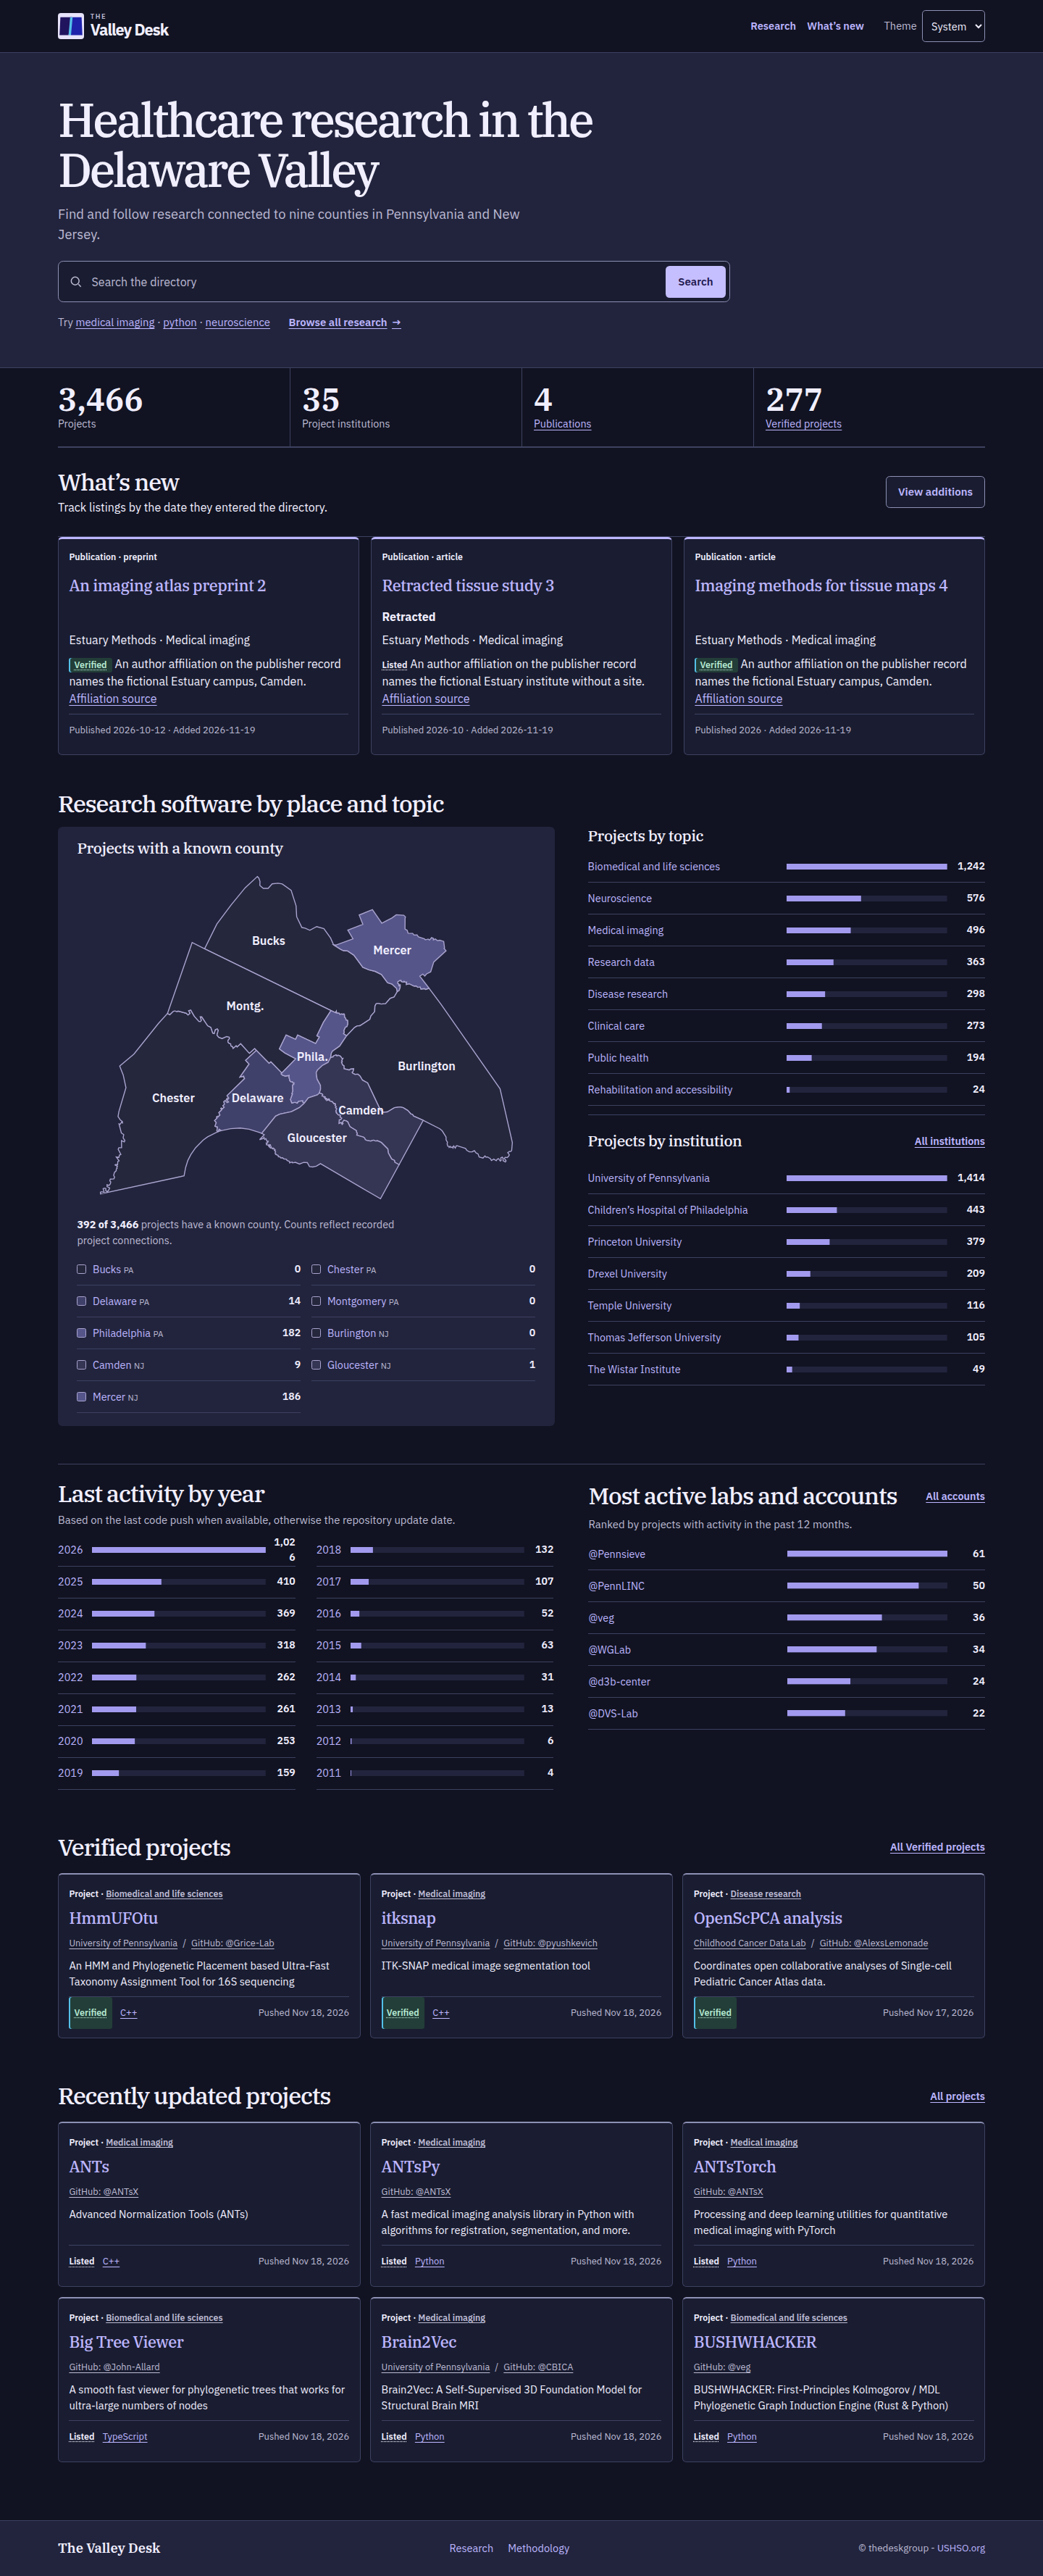 THE
Valley Desk
Research What's new Theme System
Healthcare research in the
Delaware Valley
Find and follow research connected to nine counties in Pennsylvania and New
Jersey.
Search the directory Search
Try medical imaging · python · neuroscience Browse all research →
3,466 35 4 277
Projects Project institutions Publications Verified projects
What's new
Track listings by the date they entered the directory.
View additions
Publication · preprint
An imaging atlas preprint 2
Estuary Methods · Medical imaging
Verified An author affiliation on the publisher record
names the fictional Estuary campus, Camden.
Affiliation source
Published 2026-10-12 · Added 2026-11-19
Publication · article
Retracted tissue study 3
Retracted
Estuary Methods · Medical imaging
Listed An author affiliation on the publisher record
names the fictional Estuary institute without a site.
Affiliation source
Published 2026-10 · Added 2026-11-19
Publication · article
Imaging methods for tissue maps 4
Estuary Methods · Medical imaging
Verified An author affiliation on the publisher record
names the fictional Estuary campus, Camden.
Affiliation source
Published 2026 · Added 2026-11-19
Research software by place and topic
Projects with a known county
Bucks
Mercer
Montg.
Phila.
Burlington
Chester
Delaware
Camden
Gloucester
392 of 3,466 projects have a known county. Counts reflect recorded
project connections.
Bucks PA 0
Chester PA 0
Delaware PA 14
Montgomery PA 0
Philadelphia PA 182
Burlington NJ 0
Camden NJ 9
Gloucester NJ 1
Mercer NJ 186
Projects by topic
Biomedical and life sciences 1,242
Neuroscience 576
Medical imaging 496
Research data 363
Disease research 298
Clinical care 273
Public health 194
Rehabilitation and accessibility 24
Projects by institution All institutions
University of Pennsylvania 1,414
Children's Hospital of Philadelphia 443
Princeton University 379
Drexel University 209
Temple University 116
Thomas Jefferson University 105
The Wistar Institute 49
Last activity by year
Based on the last code push when available, otherwise the repository update date.
2026 1,02
6
2025 410
2024 369
2023 318
2022 262
2021 261
2020 253
2019 159
2018 132
2017 107
2016 52
2015 63
2014 31
2013 13
2012 6
2011 4
Most active labs and accounts All accounts
Ranked by projects with activity in the past 12 months.
@Pennsieve 61
@PennLINC 50
@veg 36
@WGLab 34
@d3b-center 24
@DVS-Lab 22
Verified projects All Verified projects
Project · Biomedical and life sciences
HmmUFOtu
University of Pennsylvania / GitHub: @Grice-Lab
An HMM and Phylogenetic Placement based Ultra-Fast
Taxonomy Assignment Tool for 16S sequencing
Verified C++ Pushed Nov 18, 2026
Project · Medical imaging
itksnap
University of Pennsylvania / GitHub: @pyushkevich
ITK-SNAP medical image segmentation tool
Verified C++ Pushed Nov 18, 2026
Project · Disease research
OpenScPCA analysis
Childhood Cancer Data Lab / GitHub: @AlexsLemonade
Coordinates open collaborative analyses of Single-cell
Pediatric Cancer Atlas data.
Verified Pushed Nov 17, 2026
Recently updated projects All projects
Project · Medical imaging
ANTs
GitHub: @ANTsX
Advanced Normalization Tools (ANTs)
Listed C++ Pushed Nov 18, 2026
Project · Medical imaging
ANTsPy
GitHub: @ANTsX
A fast medical imaging analysis library in Python with
algorithms for registration, segmentation, and more.
Listed Python Pushed Nov 18, 2026
Project · Medical imaging
ANTsTorch
GitHub: @ANTsX
Processing and deep learning utilities for quantitative
medical imaging with PyTorch
Listed Python Pushed Nov 18, 2026
Project · Biomedical and life sciences
Big Tree Viewer
GitHub: @John-Allard
A smooth fast viewer for phylogenetic trees that works for
ultra-large numbers of nodes
Listed TypeScript Pushed Nov 18, 2026
Project · Medical imaging
Brain2Vec
University of Pennsylvania / GitHub: @CBICA
Brain2Vec: A Self-Supervised 3D Foundation Model for
Structural Brain MRI
Listed Python Pushed Nov 18, 2026
Project · Biomedical and life sciences
BUSHWHACKER
GitHub: @veg
BUSHWHACKER: First-Principles Kolmogorov / MDL
Phylogenetic Graph Induction Engine (Rust & Python)
Listed Python Pushed Nov 18, 2026
The Valley Desk Research Methodology © thedeskgroup - USHSO.org